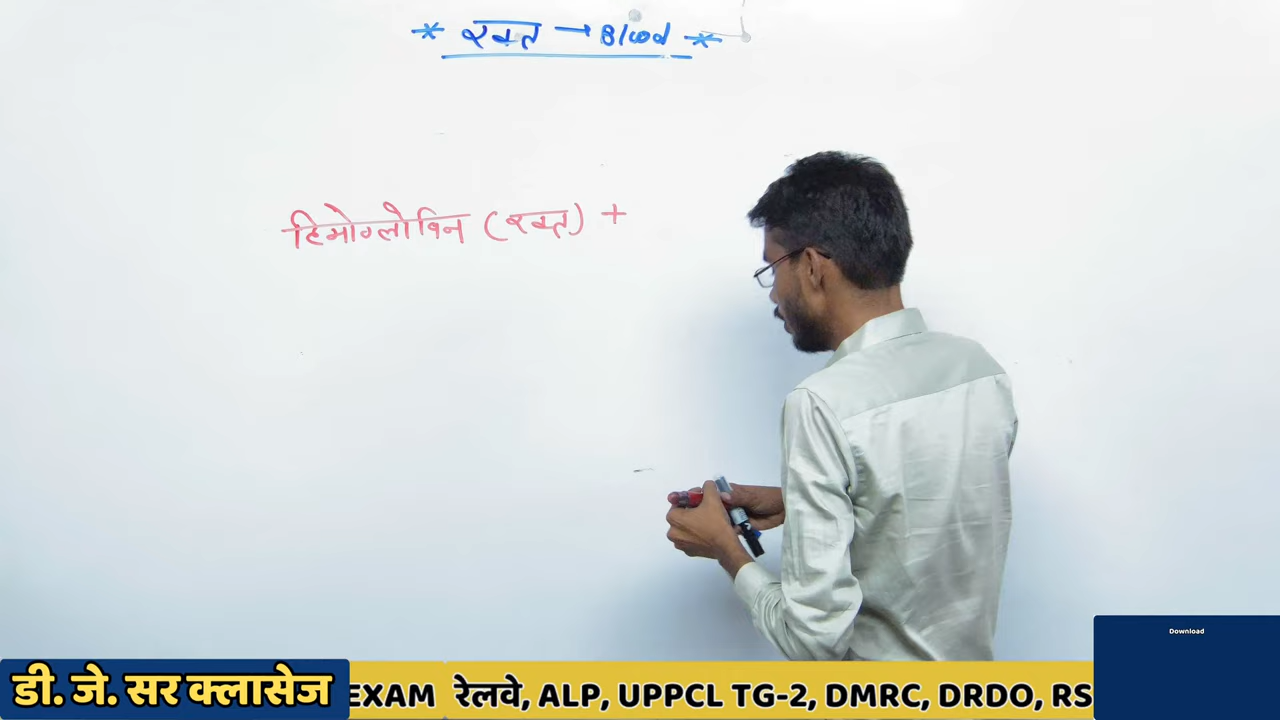 * रक्त → Blood *
हिमोग्लोविन (रक्त) +
Download
डी. जे. सर क्लासेज EXAM रेलवे, ALP, UPPCL TG-2, DMRC, DRDO, RS